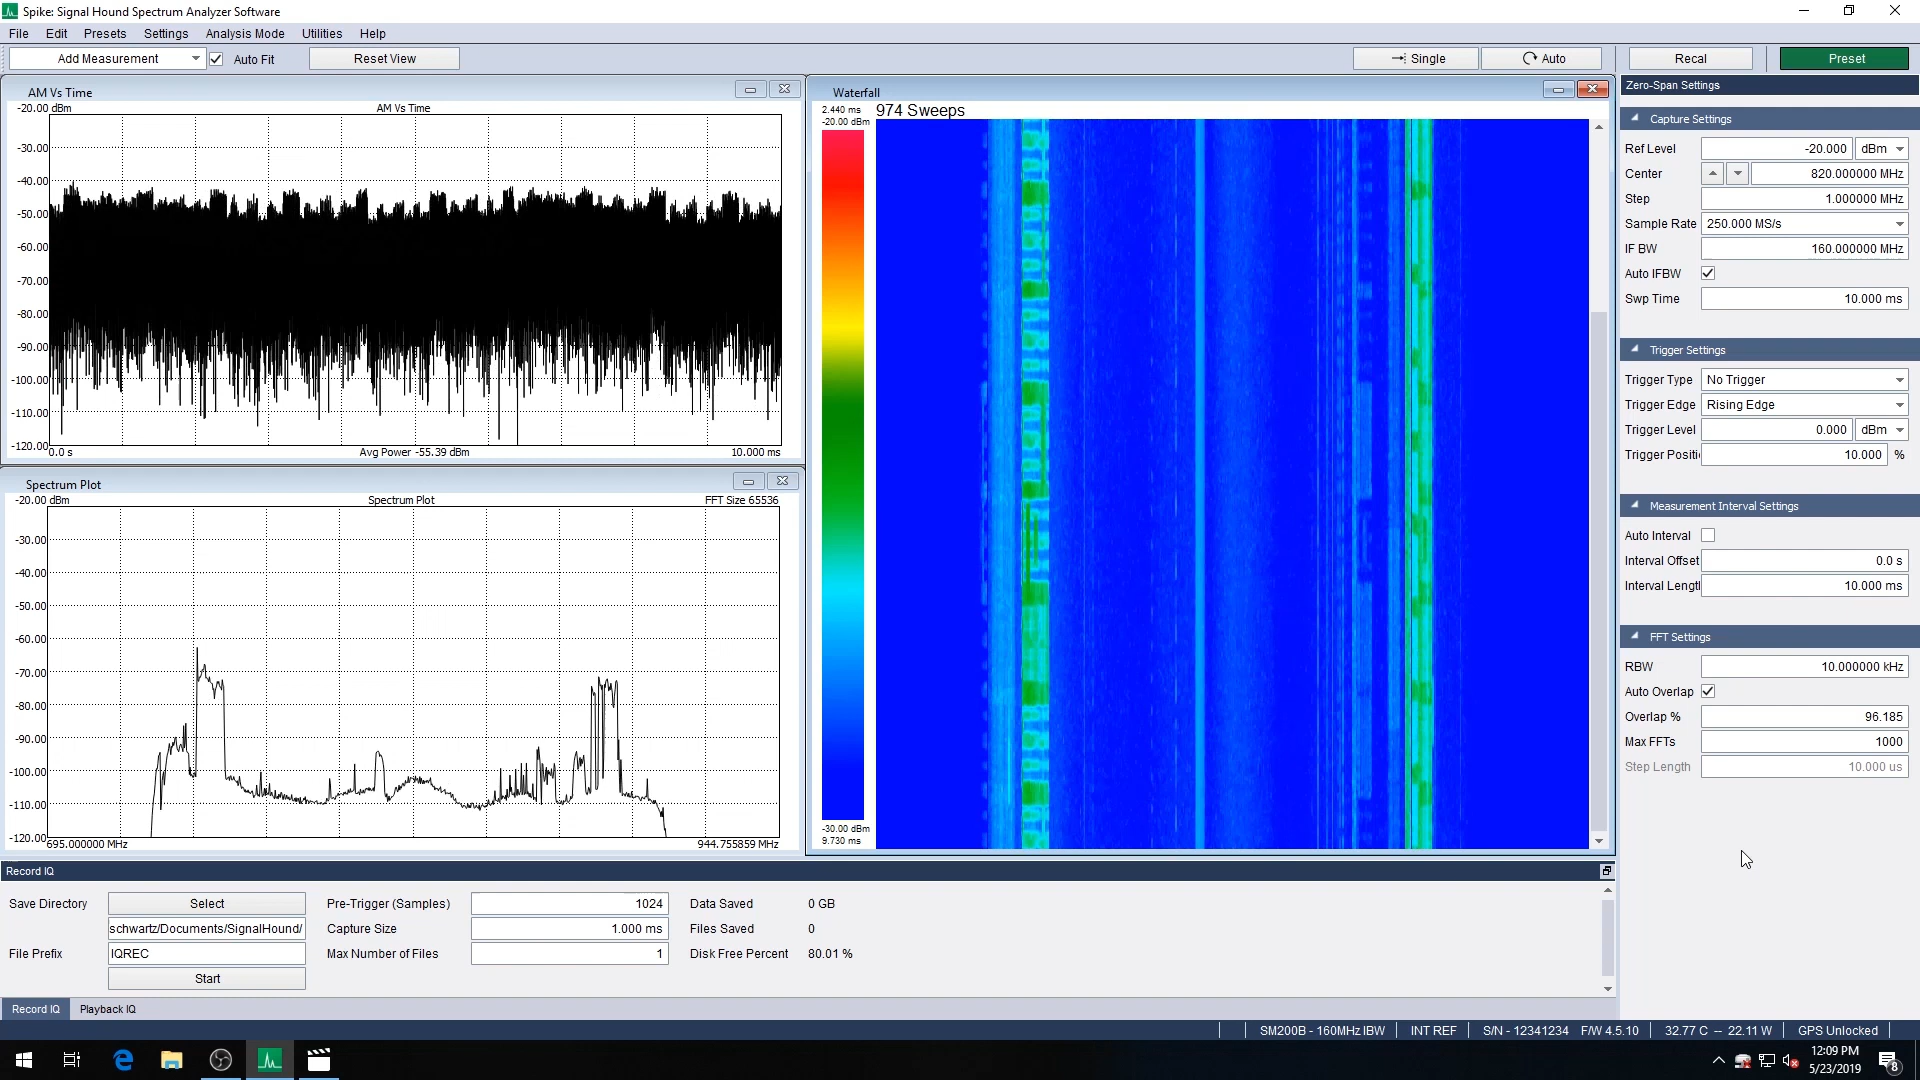 Spike: Signal Hound Spectrum Analyzer Software
File Edit Presets Settings Analysis Mode Utilities Help
Add Measurement Auto Fit Reset View Single Auto Recal Preset
AM Vs Time
-20.00 dBm AM Vs Time
-30.00
-40.00
-50.00
-60.00
-70.00
-80.00
-90.00
-100.00
-110.00
-120.00
0.0 s Avg Power -55.39 dBm 10.000 ms
Spectrum Plot
-20.00 dBm Spectrum Plot FFT Size 65536
-30.00
-40.00
-50.00
-60.00
-70.00
-80.00
-90.00
-100.00
-110.00
-120.00
695.000000 MHz 944.755859 MHz
Waterfall
2.440 ms
-20.00 dBm
974 Sweeps
-30.00 dBm
9.730 ms
Zero-Span Settings
Capture Settings
Ref Level -20.000 dBm
Center 820.000000 MHz
Step 1.000000 MHz
Sample Rate 250.000 MS/s
IF BW 160.000000 MHz
Auto IFBW
Swp Time 10.000 ms
Trigger Settings
Trigger Type No Trigger
Trigger Edge Rising Edge
Trigger Level 0.000 dBm
Trigger Positi 10.000 %
Measurement Interval Settings
Auto Interval
Interval Offset 0.0 s
Interval Lengtl 10.000 ms
FFT Settings
RBW 10.000000 kHz
Auto Overlap
Overlap % 96.185
Max FFTs 1000
Step Length 10.000 us
Record IQ
Save Directory Select Pre-Trigger (Samples) 1024 Data Saved 0 GB
schwartz/Documents/SignalHound/ Capture Size 1.000 ms Files Saved 0
File Prefix IQREC Max Number of Files 1 Disk Free Percent 80.01 %
Start
Record IQ Playback IQ
SM200B - 160MHz IBW INT REF S/N - 12341234 F/W 4.5.10 32.77 C -- 22.11 W GPS Unlocked
12:09 PM
5/23/2019
8